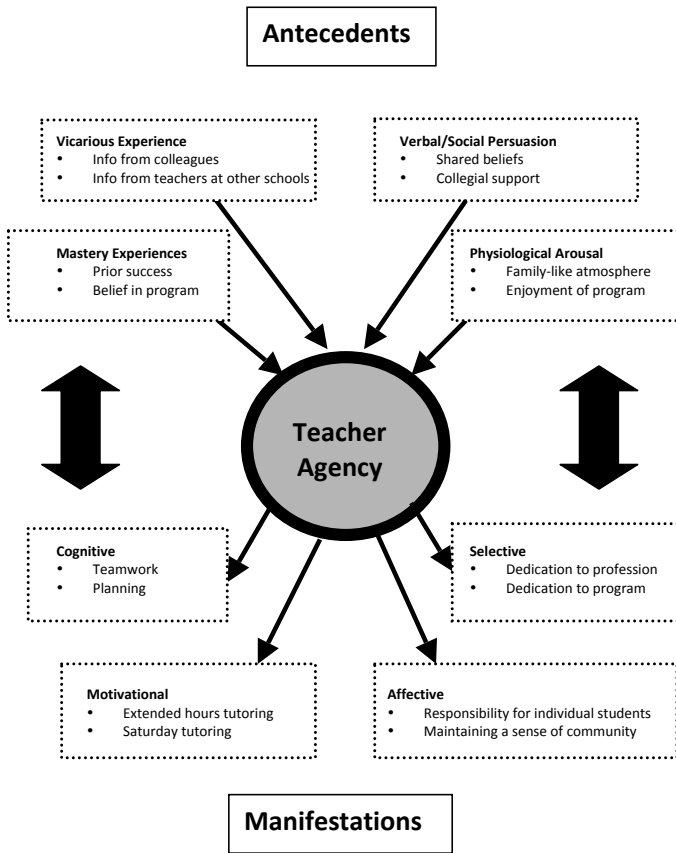 Antecedents
Vicarious Experience
• Info from colleagues
• Info from teachers at other schools
Verbal/Social Persuasion
• Shared beliefs
• Collegial support
Mastery Experiences
• Prior success
• Belief in program
Physiological Arousal
• Family-like atmosphere
• Enjoyment of program
Teacher
Agency
Cognitive
• Teamwork
• Planning
Selective
• Dedication to profession
• Dedication to program
Motivational
• Extended hours tutoring
• Saturday tutoring
Affective
• Responsibility for individual students
• Maintaining a sense of community
Manifestations